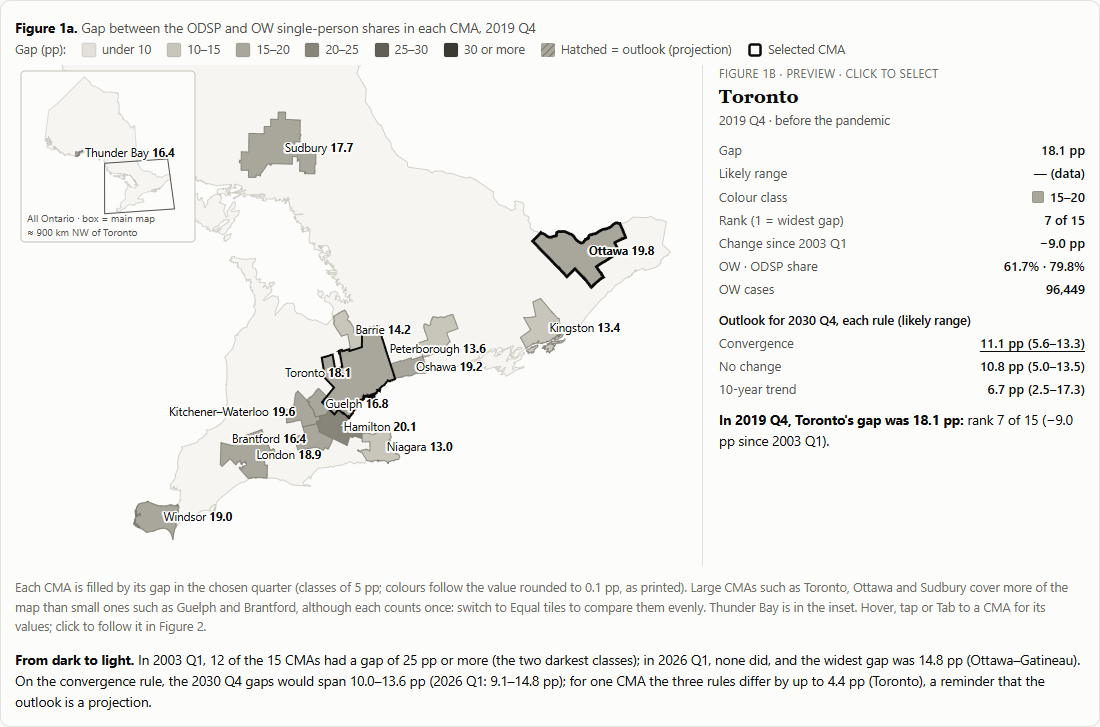 Figure 1a. Gap between the ODSP and OW single-person shares in each CMA, 2019 Q4
Gap (pp): under 10 10–15 15–20 20–25 25–30 30 or more Hatched = outlook (projection) Selected CMA
Thunder Bay 16.4
All Ontario · box = main map
≈ 900 km NW of Toronto
Sudbury 17.7
Ottawa 19.8
Kingston 13.4
Barrie 14.2
Peterborough 13.6
Oshawa 19.2
Toronto 18.1
Guelph 16.8
Kitchener–Waterloo 19.6
Hamilton 20.1
Brantford 16.4
Niagara 13.0
London 18.9
Windsor 19.0
FIGURE 1B · PREVIEW · CLICK TO SELECT
Toronto
2019 Q4 · before the pandemic
Gap 18.1 pp
Likely range — (data)
Colour class 15–20
Rank (1 = widest gap) 7 of 15
Change since 2003 Q1 −9.0 pp
OW · ODSP share 61.7% · 79.8%
OW cases 96,449
Outlook for 2030 Q4, each rule (likely range)
Convergence 11.1 pp (5.6–13.3)
No change 10.8 pp (5.0–13.5)
10-year trend 6.7 pp (2.5–17.3)
In 2019 Q4, Toronto's gap was 18.1 pp: rank 7 of 15 (−9.0
pp since 2003 Q1).
Each CMA is filled by its gap in the chosen quarter (classes of 5 pp; colours follow the value rounded to 0.1 pp, as printed). Large CMAs such as Toronto, Ottawa and Sudbury cover more of the
map than small ones such as Guelph and Brantford, although each counts once: switch to Equal tiles to compare them evenly. Thunder Bay is in the inset. Hover, tap or Tab to a CMA for its
values; click to follow it in Figure 2.
From dark to light. In 2003 Q1, 12 of the 15 CMAs had a gap of 25 pp or more (the two darkest classes); in 2026 Q1, none did, and the widest gap was 14.8 pp (Ottawa–Gatineau).
On the convergence rule, the 2030 Q4 gaps would span 10.0–13.6 pp (2026 Q1: 9.1–14.8 pp); for one CMA the three rules differ by up to 4.4 pp (Toronto), a reminder that the
outlook is a projection.